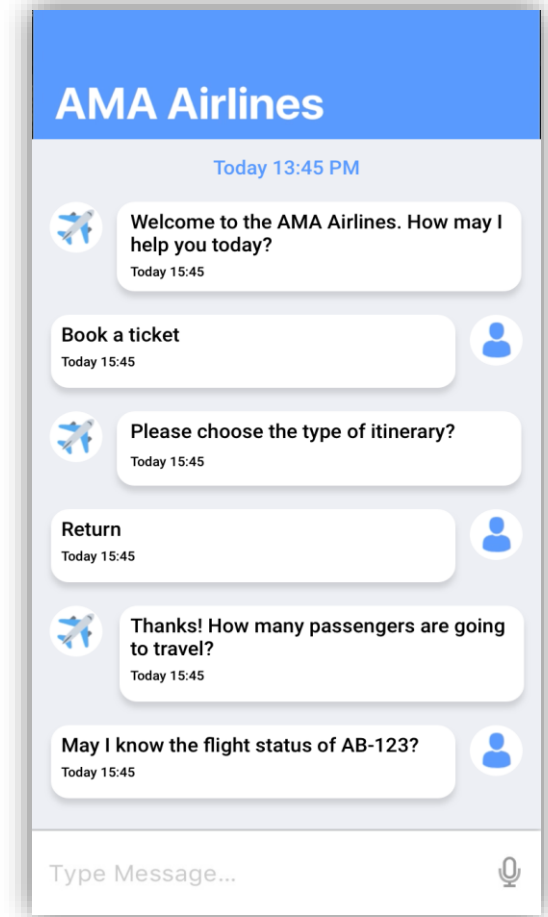 AMA Airlines
Today 13:45 PM
Welcome to the AMA Airlines. How may I
help you today?
Today 15:45
Book a ticket
Today 15:45
Please choose the type of itinerary?
Today 15:45
Return
Today 15:45
Thanks! How many passengers are going
to travel?
Today 15:45
May I know the flight status of AB-123?
Today 15:45
Type Message...